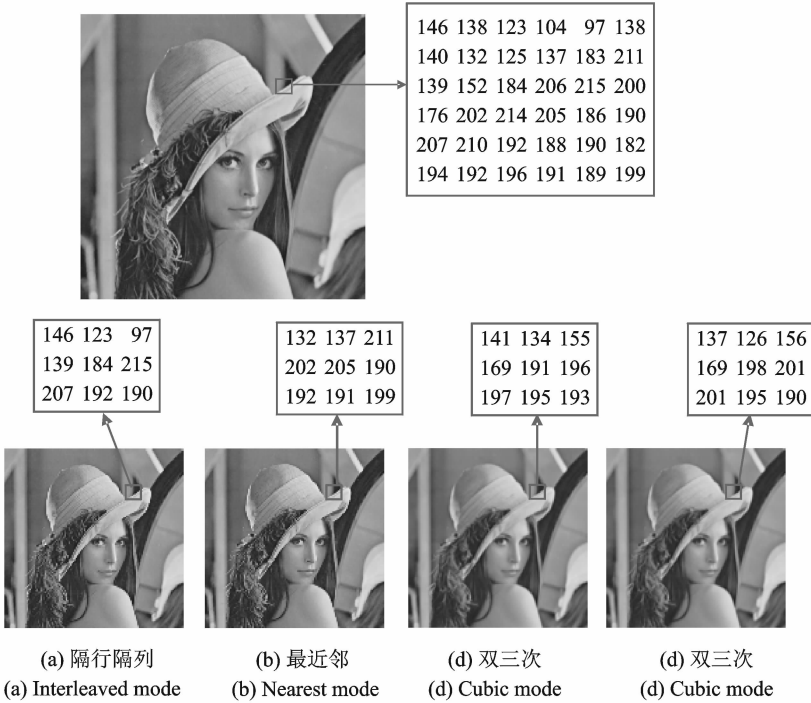 146 138 123 104 97 138
140 132 125 137 183 211
139 152 184 206 215 200
176 202 214 205 186 190
207 210 192 188 190 182
194 192 196 191 189 199
146 123 97
139 184 215
207 192 190
132 137 211
202 205 190
192 191 199
141 134 155
169 191 196
197 195 193
137 126 156
169 198 201
201 195 190
(a) 隔行隔列
(a) Interleaved mode
(b) 最近邻
(b) Nearest mode
(d) 双三次
(d) Cubic mode
(d) 双三次
(d) Cubic mode